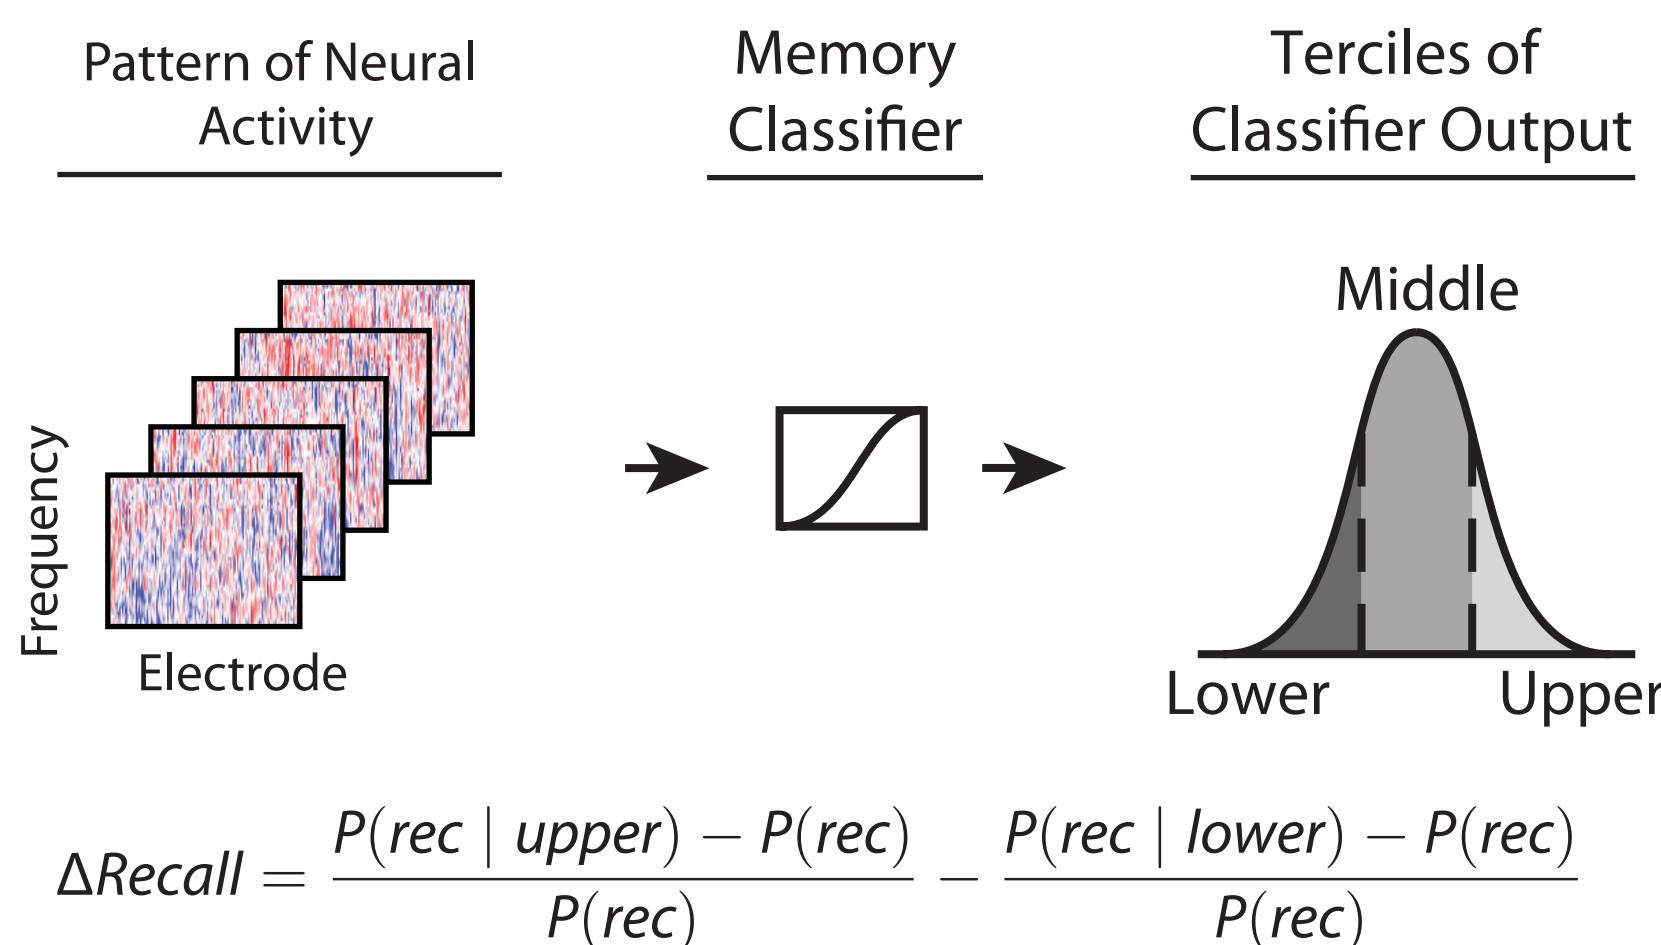 Pattern of Neural
Activity
Memory
Classifier
Terciles of
Classifier Output
Frequency
Electrode
Middle
Lower
Upper
ΔRecall = P(rec | upper) − P(rec) / P(rec) − P(rec | lower) − P(rec) / P(rec)